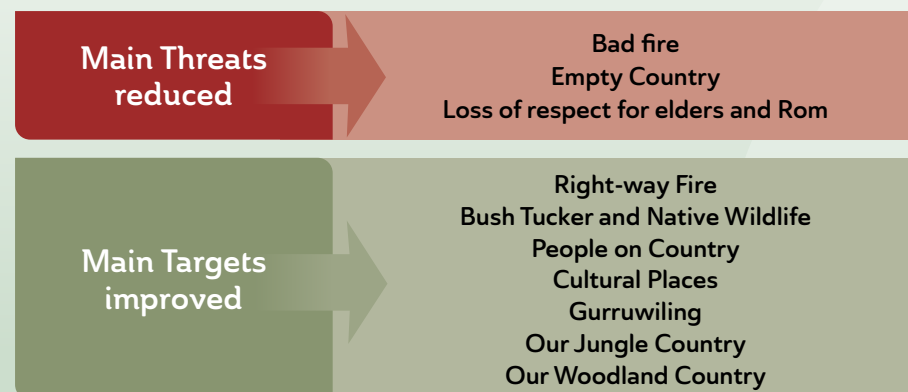 Main Threats
reduced
Bad fire
Empty Country
Loss of respect for elders and Rom
Main Targets
improved
Right-way Fire
Bush Tucker and Native Wildlife
People on Country
Cultural Places
Gurruwiling
Our Jungle Country
Our Woodland Country